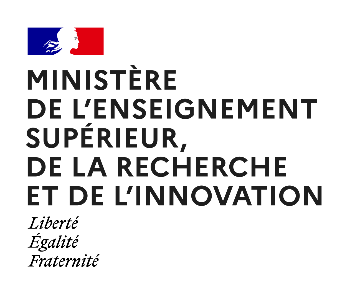 MINISTÈRE
DE L'ENSEIGNEMENT
SUPÉRIEUR,
DE LA RECHERCHE
ET DE L'INNOVATION
Liberté
Égalité
Fraternité